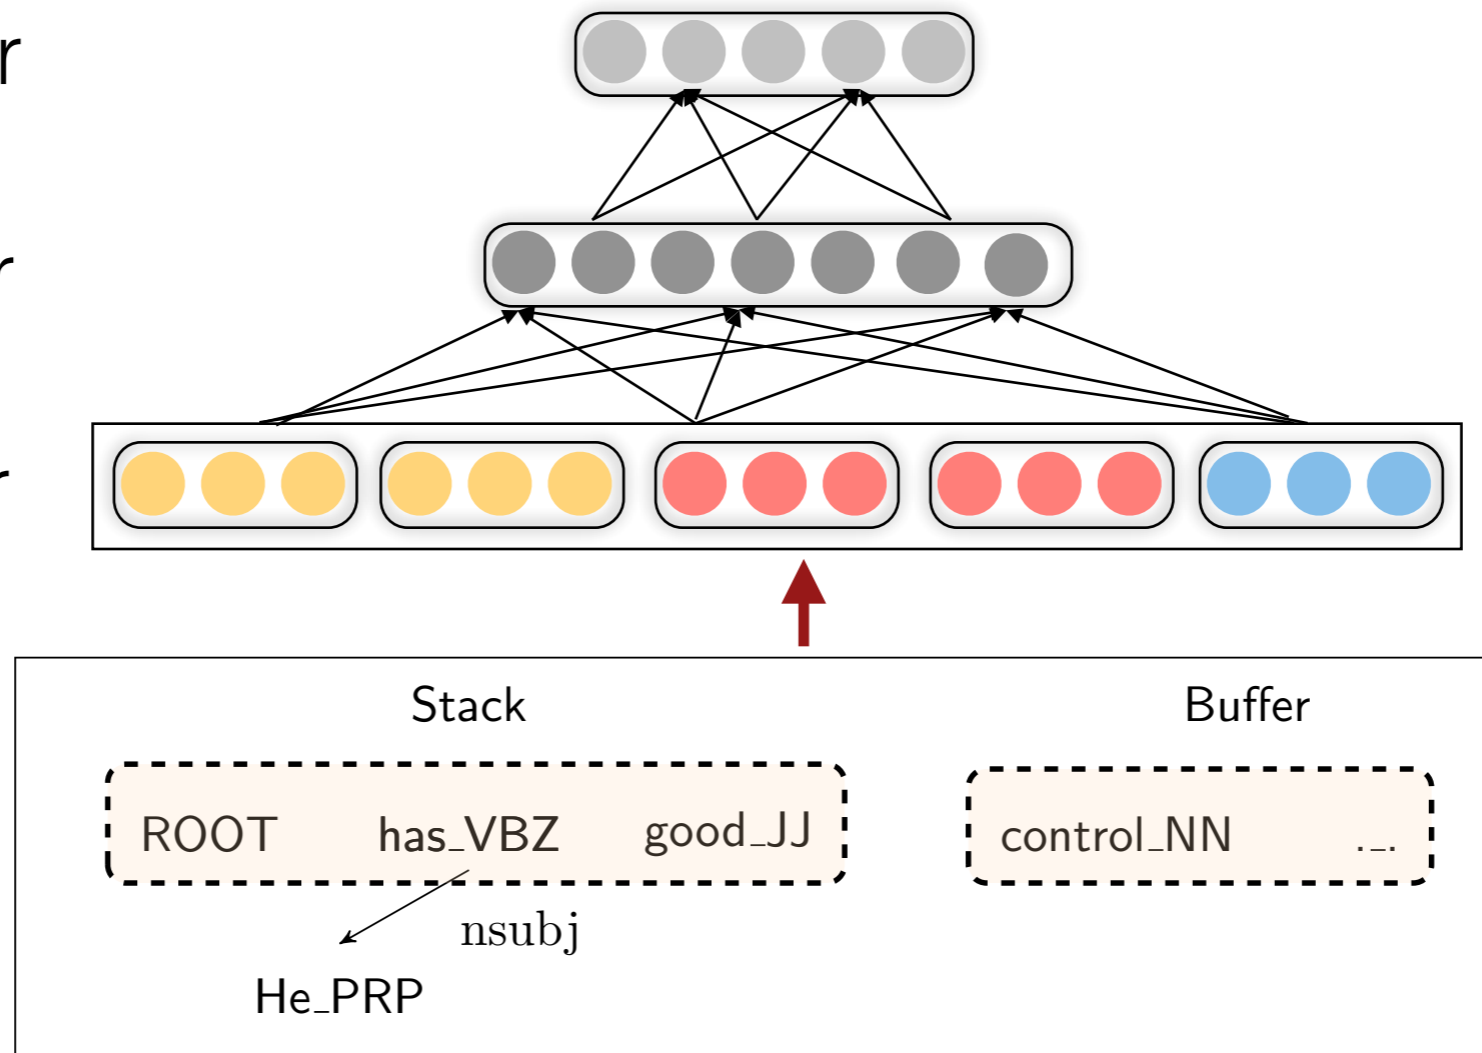 r
r
r
Stack Buffer
ROOT has_VBZ good_JJ control_NN ._.
nsubj
He_PRP